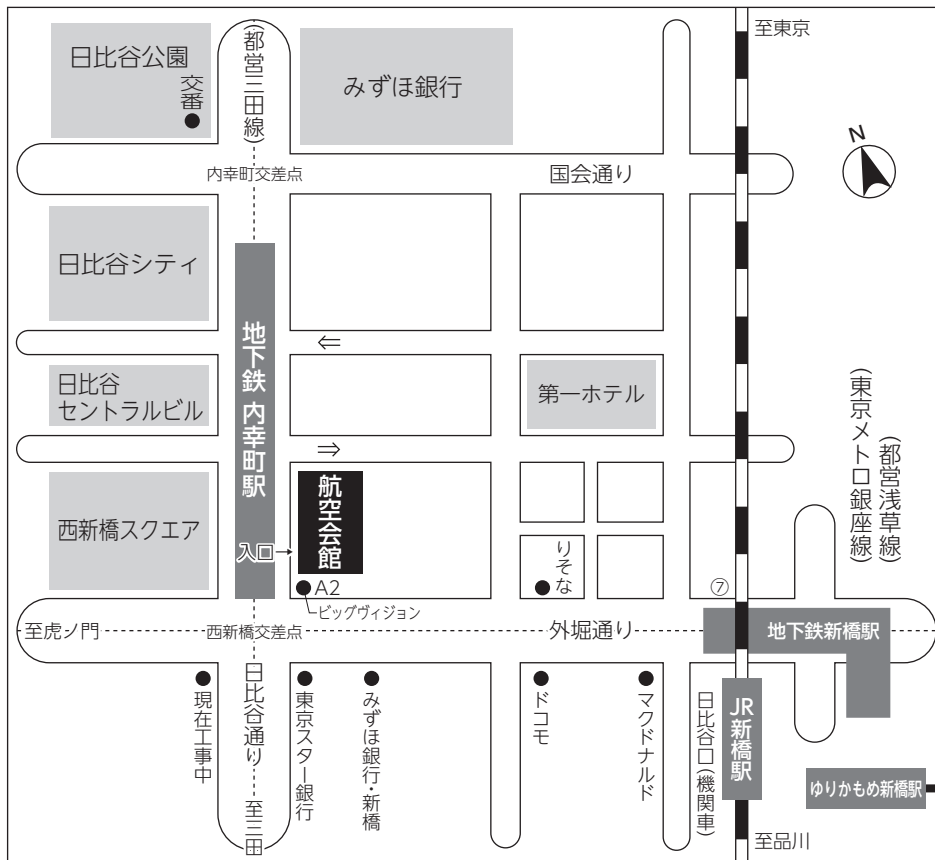 至東京
日比谷公園
交番
(都営三田線)
みずほ銀行
N
内幸町交差点
国会通り
日比谷シティ
地下鉄 内幸町駅
⇐
日比谷
セントラルビル
第一ホテル
(東京メトロ銀座線)
(都営浅草線)
⇒
西新橋スクエア
航空会館
入口→
りそな
A2
ビッグヴィジョン
⑦
至虎ノ門
西新橋交差点
外堀通り
地下鉄新橋駅
現在工事中
日比谷通り
至三田
東京スター銀行
みずほ銀行・新橋
ドコモ
マクドナルド
日比谷口(機関車)
JR新橋駅
ゆりかもめ新橋駅
至品川